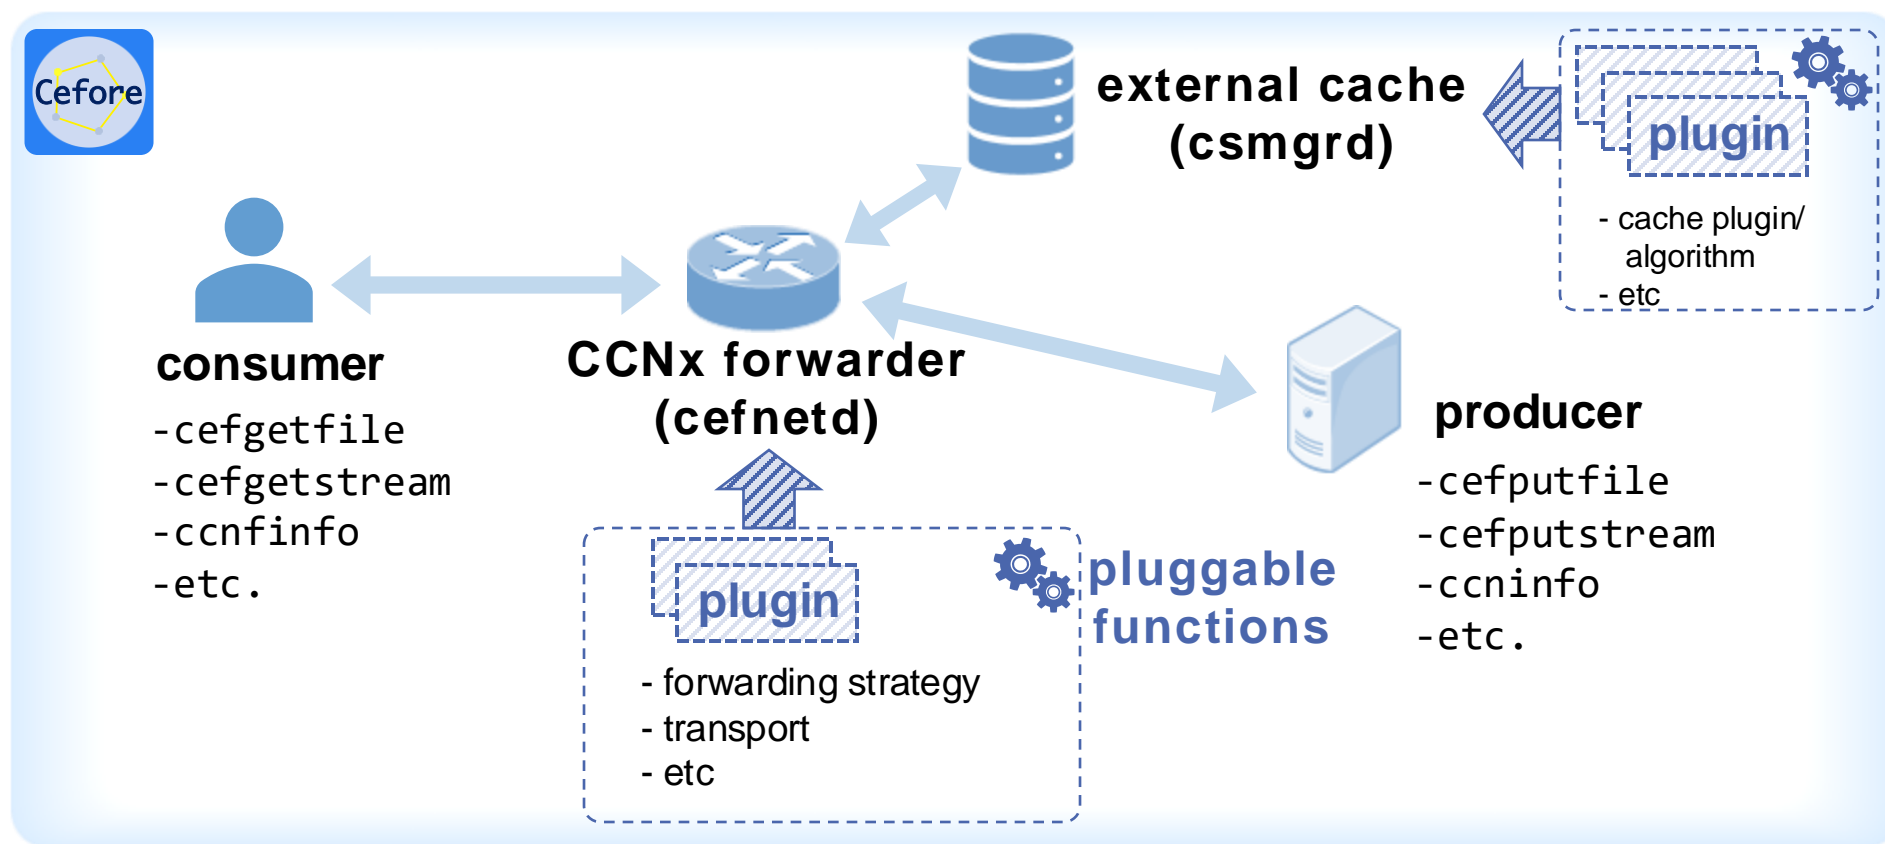 Cefore
external cache
(csmgrd)
plugin
- cache plugin/
algorithm
- etc
consumer
-cefgetfile
-cefgetstream
-ccnfinfo
-etc.
CCNx forwarder
(cefnetd)
plugin
- forwarding strategy
- transport
- etc
pluggable
functions
producer
-cefputfile
-cefputstream
-ccninfo
-etc.